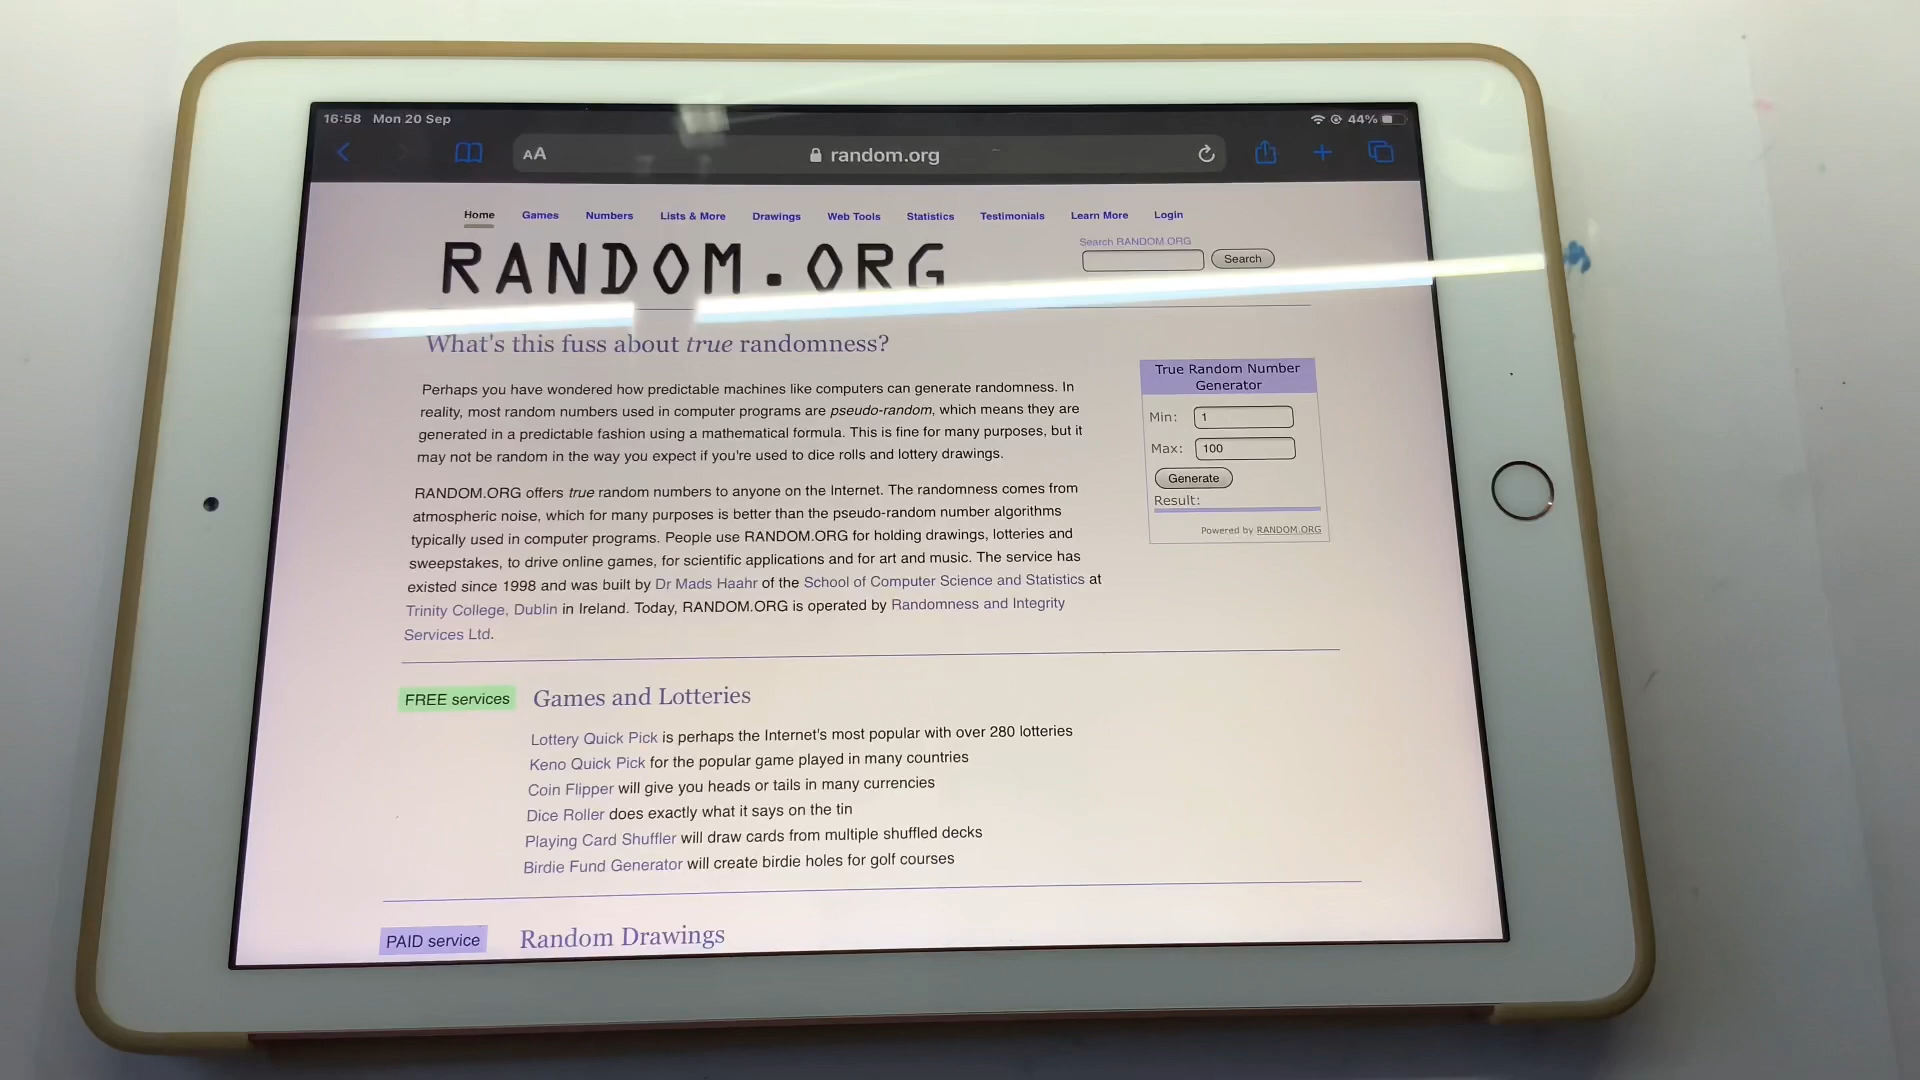 16:58 Mon 20 Sep
44%
AA
random.org
Home Games Numbers Lists & More Drawings Web Tools Statistics Testimonials Learn More Login
RANDOM.ORG
Search RANDOM.ORG
Search
What's this fuss about true randomness?
Perhaps you have wondered how predictable machines like computers can generate randomness. In
reality, most random numbers used in computer programs are pseudo-random, which means they are
generated in a predictable fashion using a mathematical formula. This is fine for many purposes, but it
may not be random in the way you expect if you're used to dice rolls and lottery drawings.
RANDOM.ORG offers true random numbers to anyone on the Internet. The randomness comes from
atmospheric noise, which for many purposes is better than the pseudo-random number algorithms
typically used in computer programs. People use RANDOM.ORG for holding drawings, lotteries and
sweepstakes, to drive online games, for scientific applications and for art and music. The service has
existed since 1998 and was built by Dr Mads Haahr of the School of Computer Science and Statistics at
Trinity College, Dublin in Ireland. Today, RANDOM.ORG is operated by Randomness and Integrity
Services Ltd.
True Random Number
Generator
Min: 1
Max: 100
Generate
Result:
Powered by RANDOM.ORG
FREE services
Games and Lotteries
Lottery Quick Pick is perhaps the Internet's most popular with over 280 lotteries
Keno Quick Pick for the popular game played in many countries
Coin Flipper will give you heads or tails in many currencies
Dice Roller does exactly what it says on the tin
Playing Card Shuffler will draw cards from multiple shuffled decks
Birdie Fund Generator will create birdie holes for golf courses
PAID service
Random Drawings